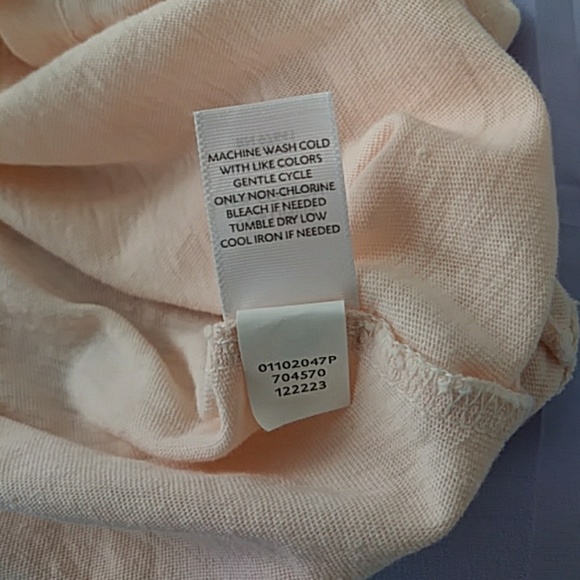 MACHINE WASH COLD
WITH LIKE COLORS
GENTLE CYCLE
ONLY NON-CHLORINE
BLEACH IF NEEDED
TUMBLE DRY LOW
COOL IRON IF NEEDED
01102047P
704570
122223